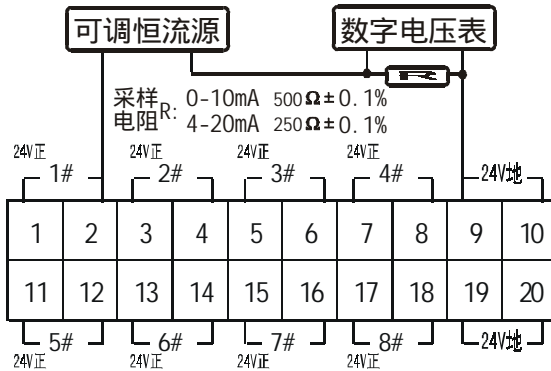 可调恒流源 数字电压表
R
采样 R: 0-10mA 500Ω±0.1%
电阻 4-20mA 250Ω±0.1%
24V正 24V正 24V正 24V正
1# 2# 3# 4# 24V地
1 2 3 4 5 6 7 8 9 10
11 12 13 14 15 16 17 18 19 20
5# 6# 7# 8# 24V地
24V正 24V正 24V正 24V正